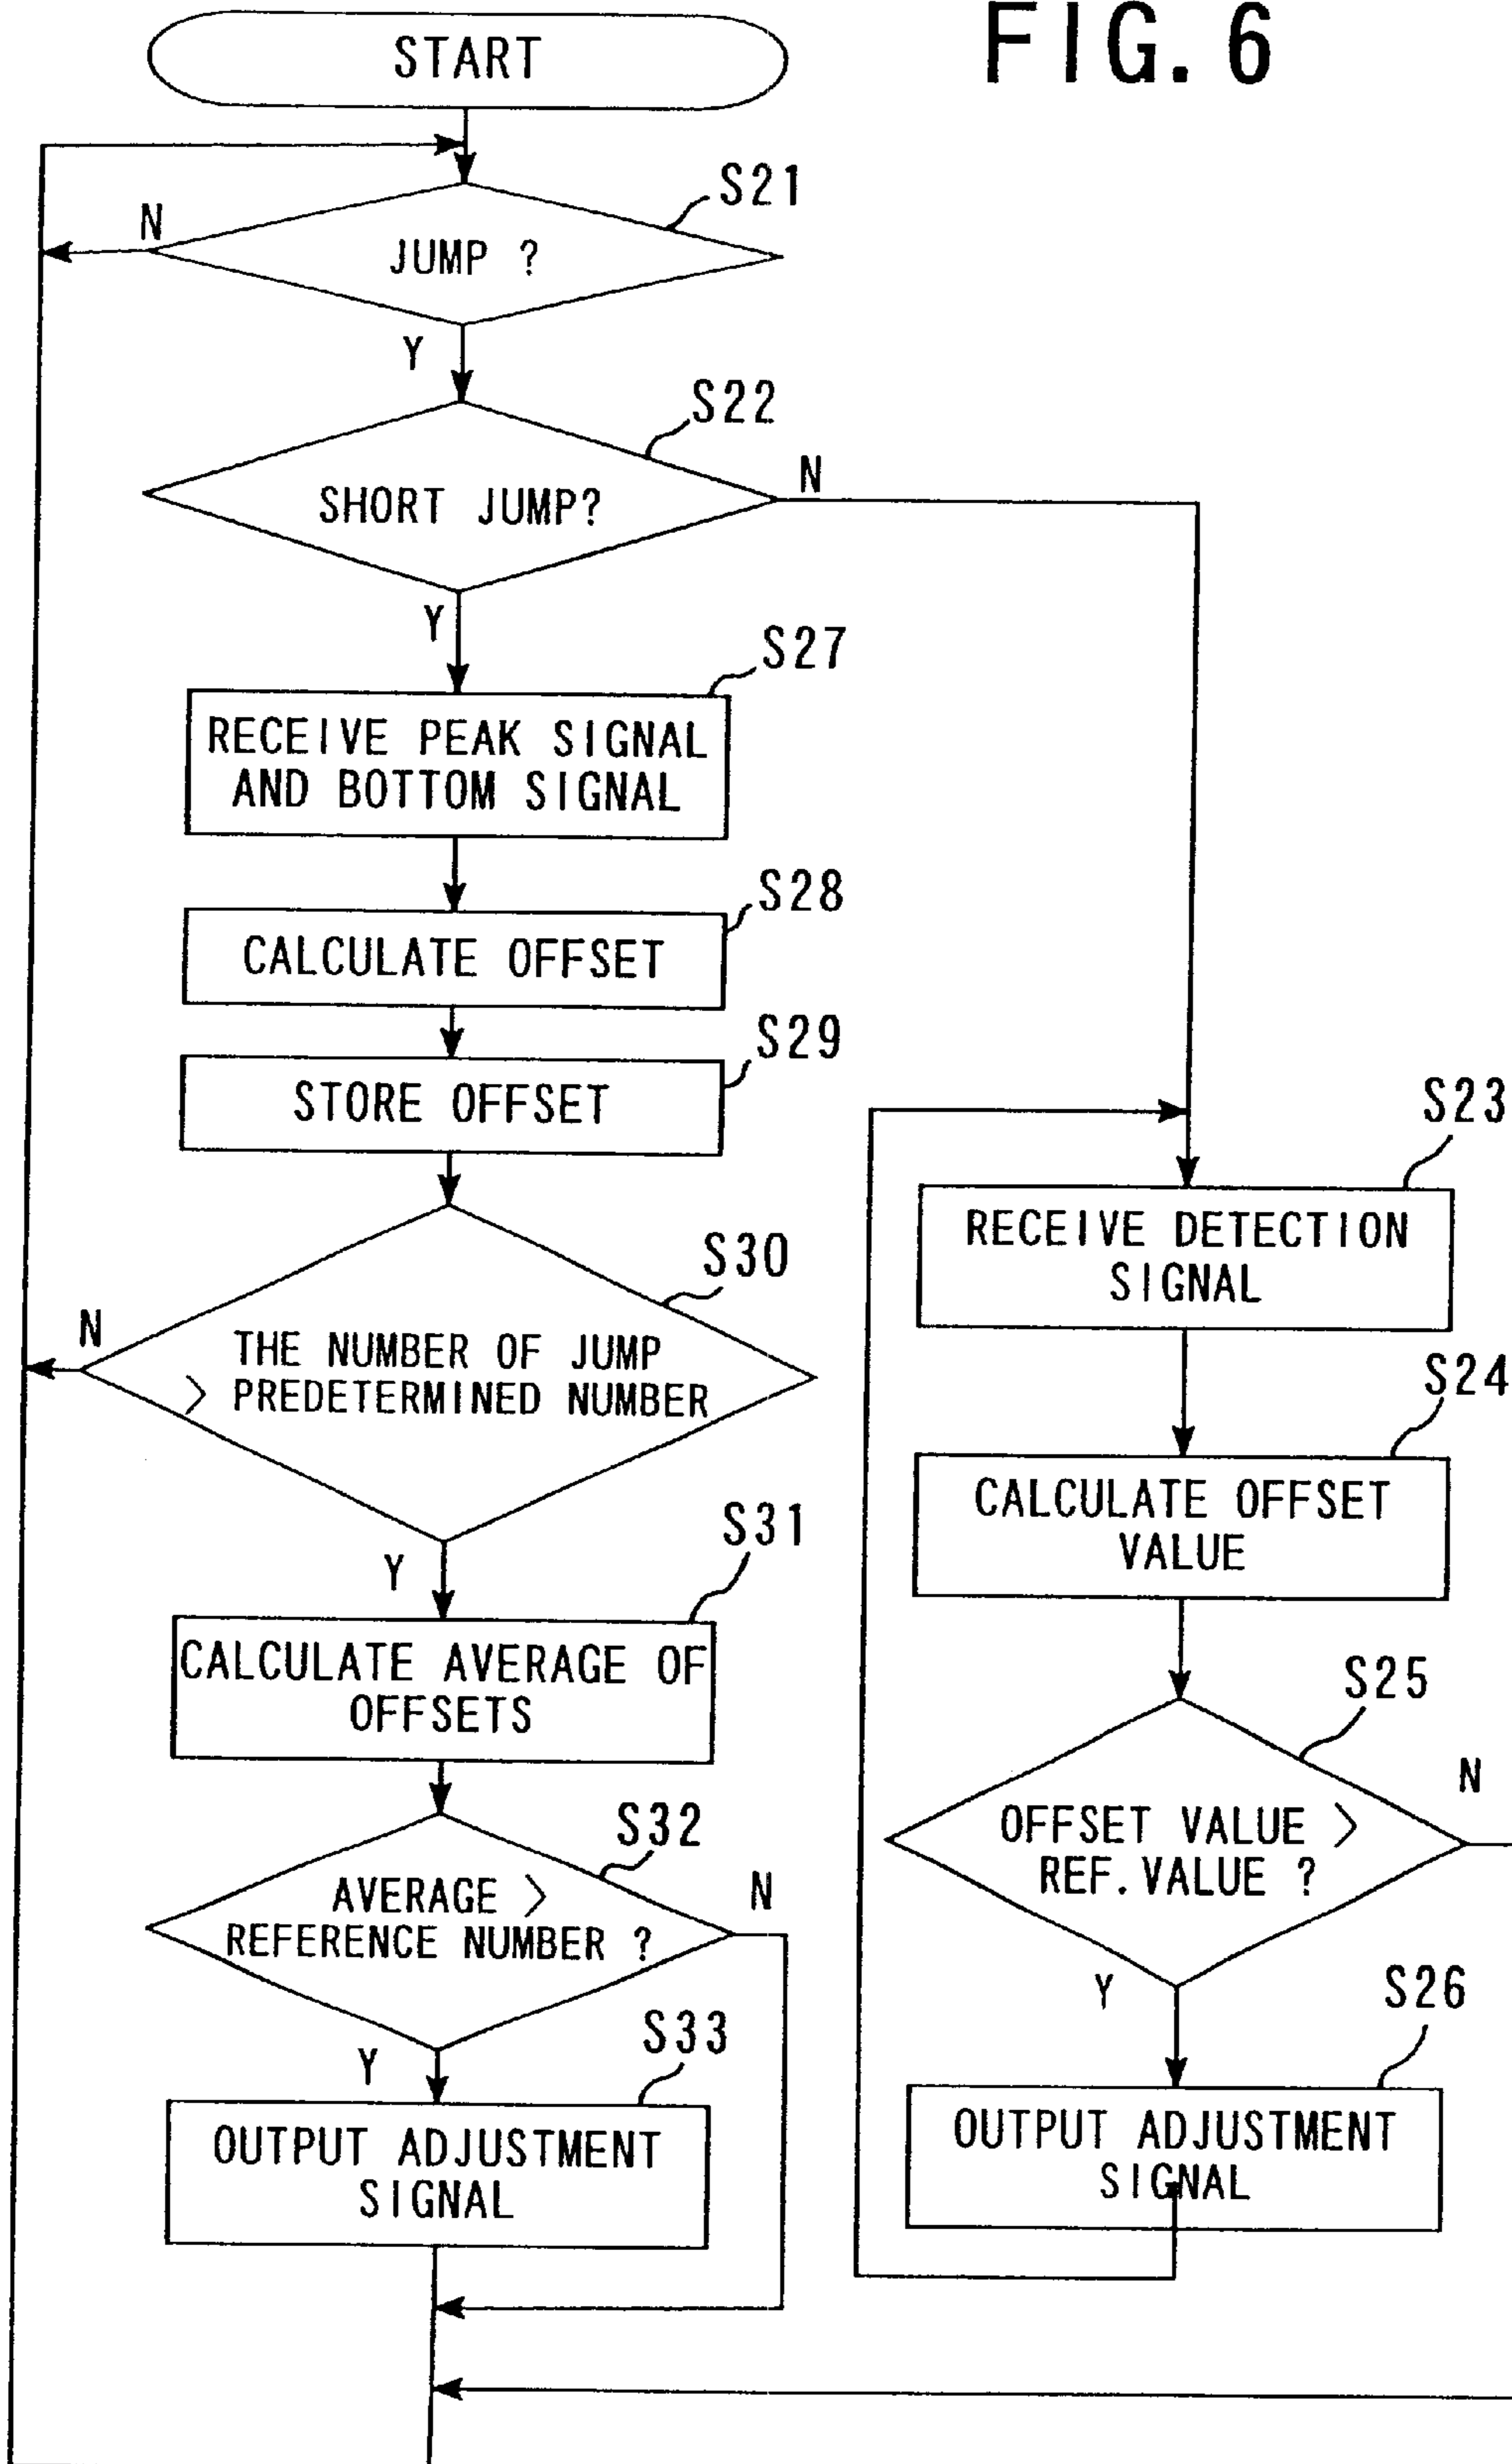 FIG. 6
START
S21
N
JUMP ?
Y
S22
N
SHORT JUMP?
Y
S27
RECEIVE PEAK SIGNAL
AND BOTTOM SIGNAL
S28
CALCULATE OFFSET
S29
STORE OFFSET
S30
N
THE NUMBER OF JUMP
> PREDETERMINED NUMBER
Y
S31
CALCULATE AVERAGE OF
OFFSETS
S32
AVERAGE >
REFERENCE NUMBER ?
N
Y
S33
OUTPUT ADJUSTMENT
SIGNAL
S23
RECEIVE DETECTION
SIGNAL
S24
CALCULATE OFFSET
VALUE
S25
N
OFFSET VALUE >
REF. VALUE ?
Y
S26
OUTPUT ADJUSTMENT
SIGNAL